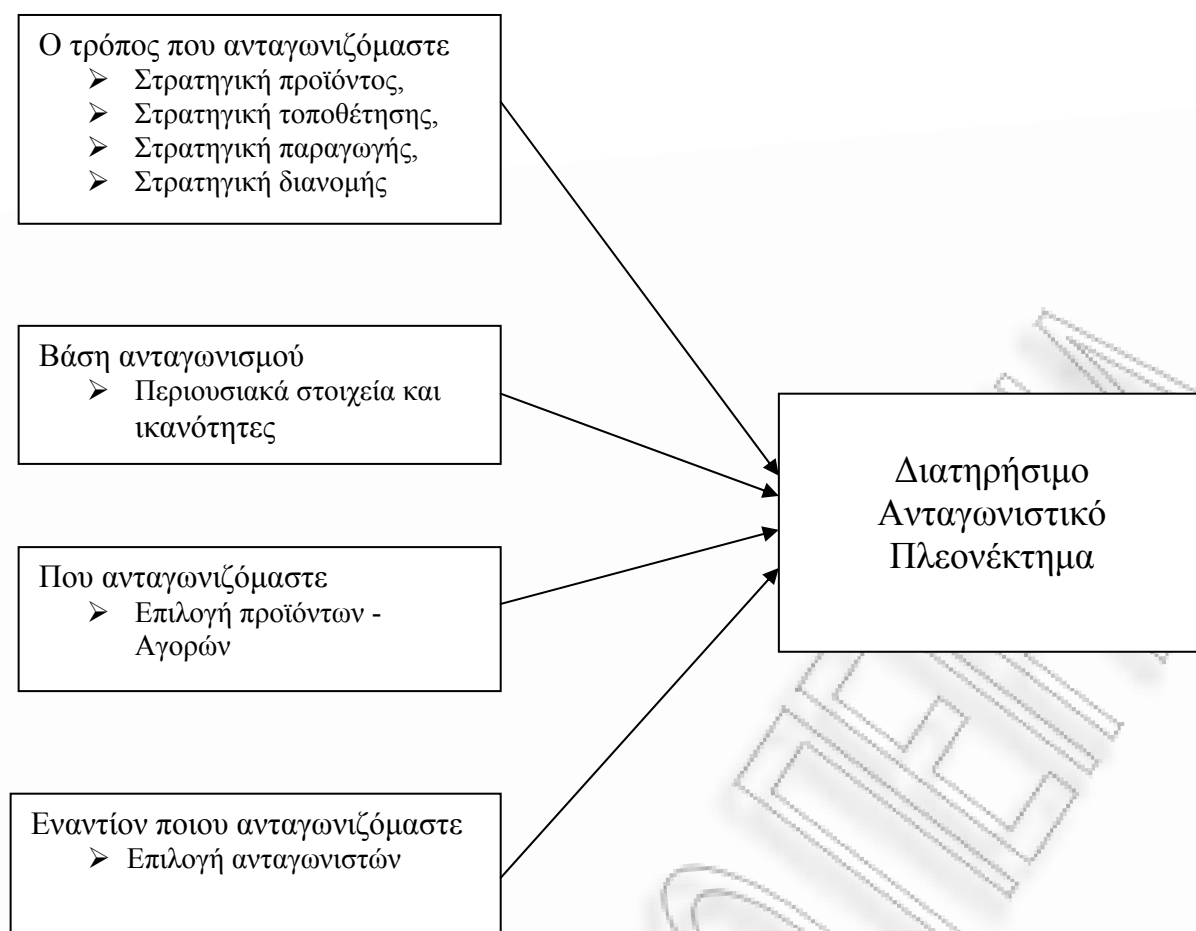 Ο τρόπος που ανταγωνιζόμαστε
➢ Στρατηγική προϊόντος,
➢ Στρατηγική τοποθέτησης,
➢ Στρατηγική παραγωγής,
➢ Στρατηγική διανομής
Βάση ανταγωνισμού
➢ Περιουσιακά στοιχεία και
ικανότητες
Που ανταγωνιζόμαστε
➢ Επιλογή προϊόντων -
Αγορών
Εναντίον ποιου ανταγωνιζόμαστε
➢ Επιλογή ανταγωνιστών
Διατηρήσιμο
Ανταγωνιστικό
Πλεονέκτημα